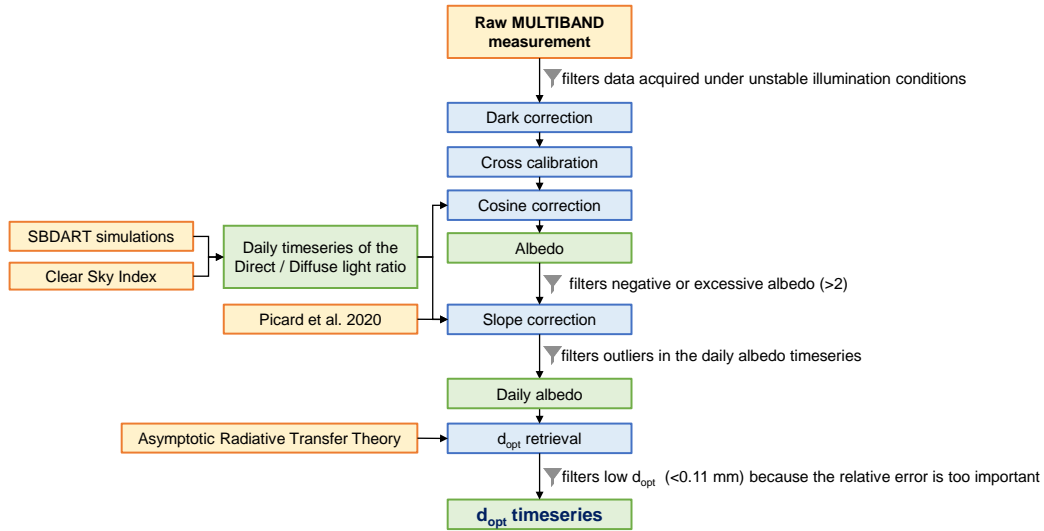 Raw MULTIBAND
measurement
filters data acquired under unstable illumination conditions
Dark correction
Cross calibration
Cosine correction
SBDART simulations
Clear Sky Index
Daily timeseries of the
Direct / Diffuse light ratio
Albedo
filters negative or excessive albedo (>2)
Picard et al. 2020
Slope correction
filters outliers in the daily albedo timeseries
Daily albedo
Asymptotic Radiative Transfer Theory
dopt retrieval
filters low dopt (<0.11 mm) because the relative error is too important
dopt timeseries